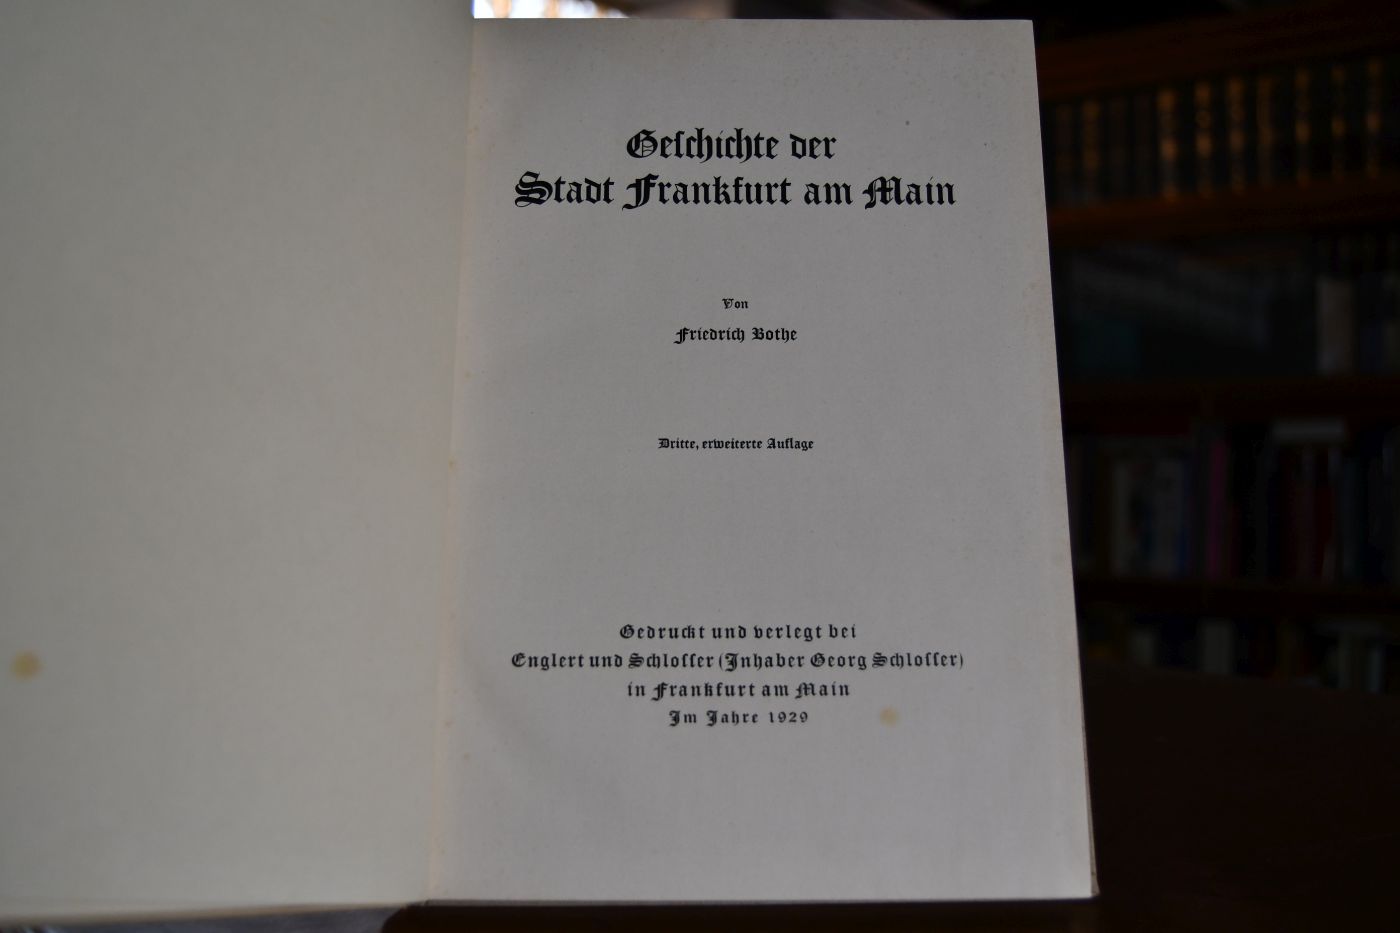 Geſchichte der
Stadt Frankfurt am Main
Von
Friedrich Bothe
Dritte, erweiterte Auflage
Gedruckt und verlegt bei
Englert und Schloſſer (Inhaber Georg Schloſſer)
in Frankfurt am Main
Im Jahre 1929